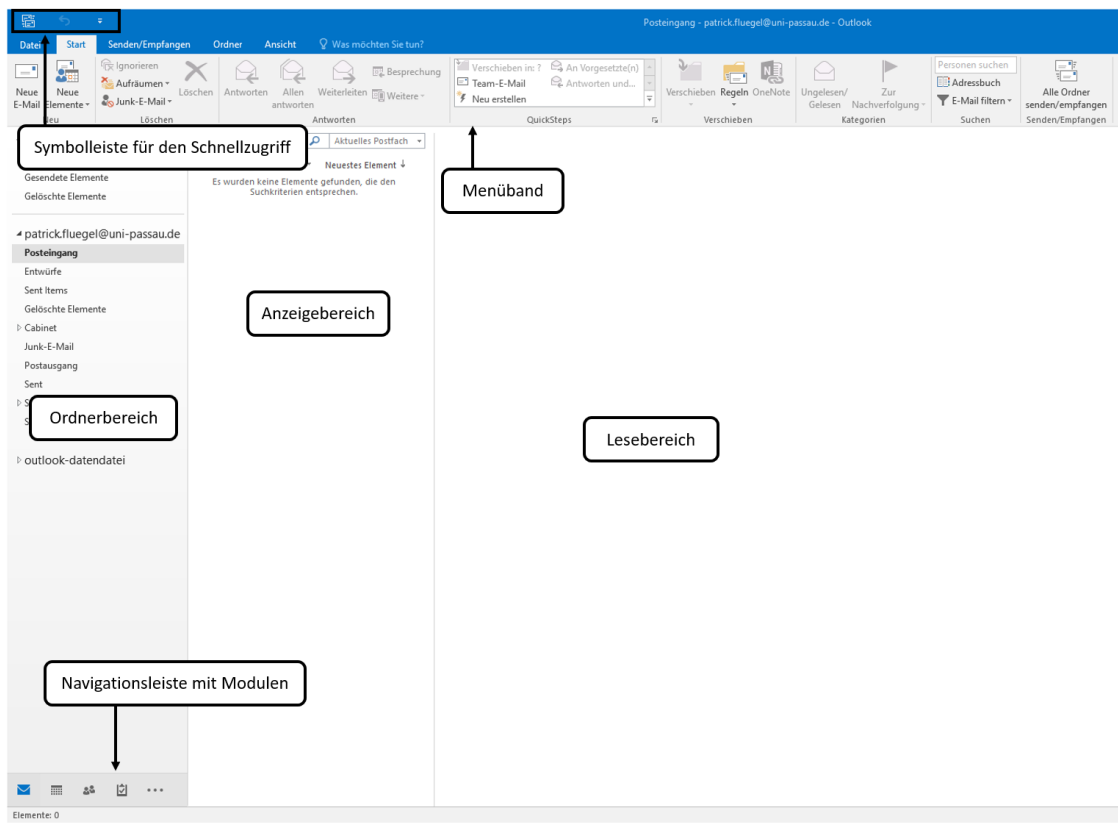 Posteingang - patrick.fluegel@uni-passau.de - Outlook
Datei Start Senden/Empfangen Ordner Ansicht Was möchten Sie tun?
Neue E-Mail
Neue Elemente
Ignorieren
Aufräumen
Junk-E-Mail
Löschen
Antworten
Allen antworten
Weiterleiten
Besprechung
Weitere
Verschieben in: ?
Team-E-Mail
Neu erstellen
An Vorgesetzte(n)
Antworten und...
Verschieben
Regeln
OneNote
Ungelesen/ Gelesen
Zur Nachverfolgung
Personen suchen
Adressbuch
E-Mail filtern
Alle Ordner senden/empfangen
Neu Löschen Antworten QuickSteps Verschieben Kategorien Suchen Senden/Empfangen
Symbolleiste für den Schnellzugriff
Menüband
Aktuelles Postfach
Neuestes Element
Es wurden keine Elemente gefunden, die den
Suchkriterien entsprechen.
Gesendete Elemente
Gelöschte Elemente
patrick.fluegel@uni-passau.de
Posteingang
Entwürfe
Sent Items
Gelöschte Elemente
Cabinet
Junk-E-Mail
Postausgang
Sent
Ordnerbereich
outlook-datendatei
Anzeigebereich
Lesebereich
Navigationsleiste mit Modulen
Elemente: 0